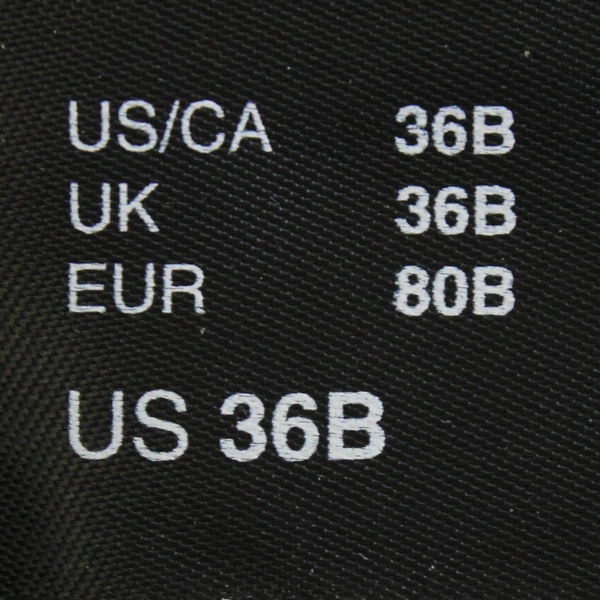 US/CA 36B
UK 36B
EUR 80B
US 36B